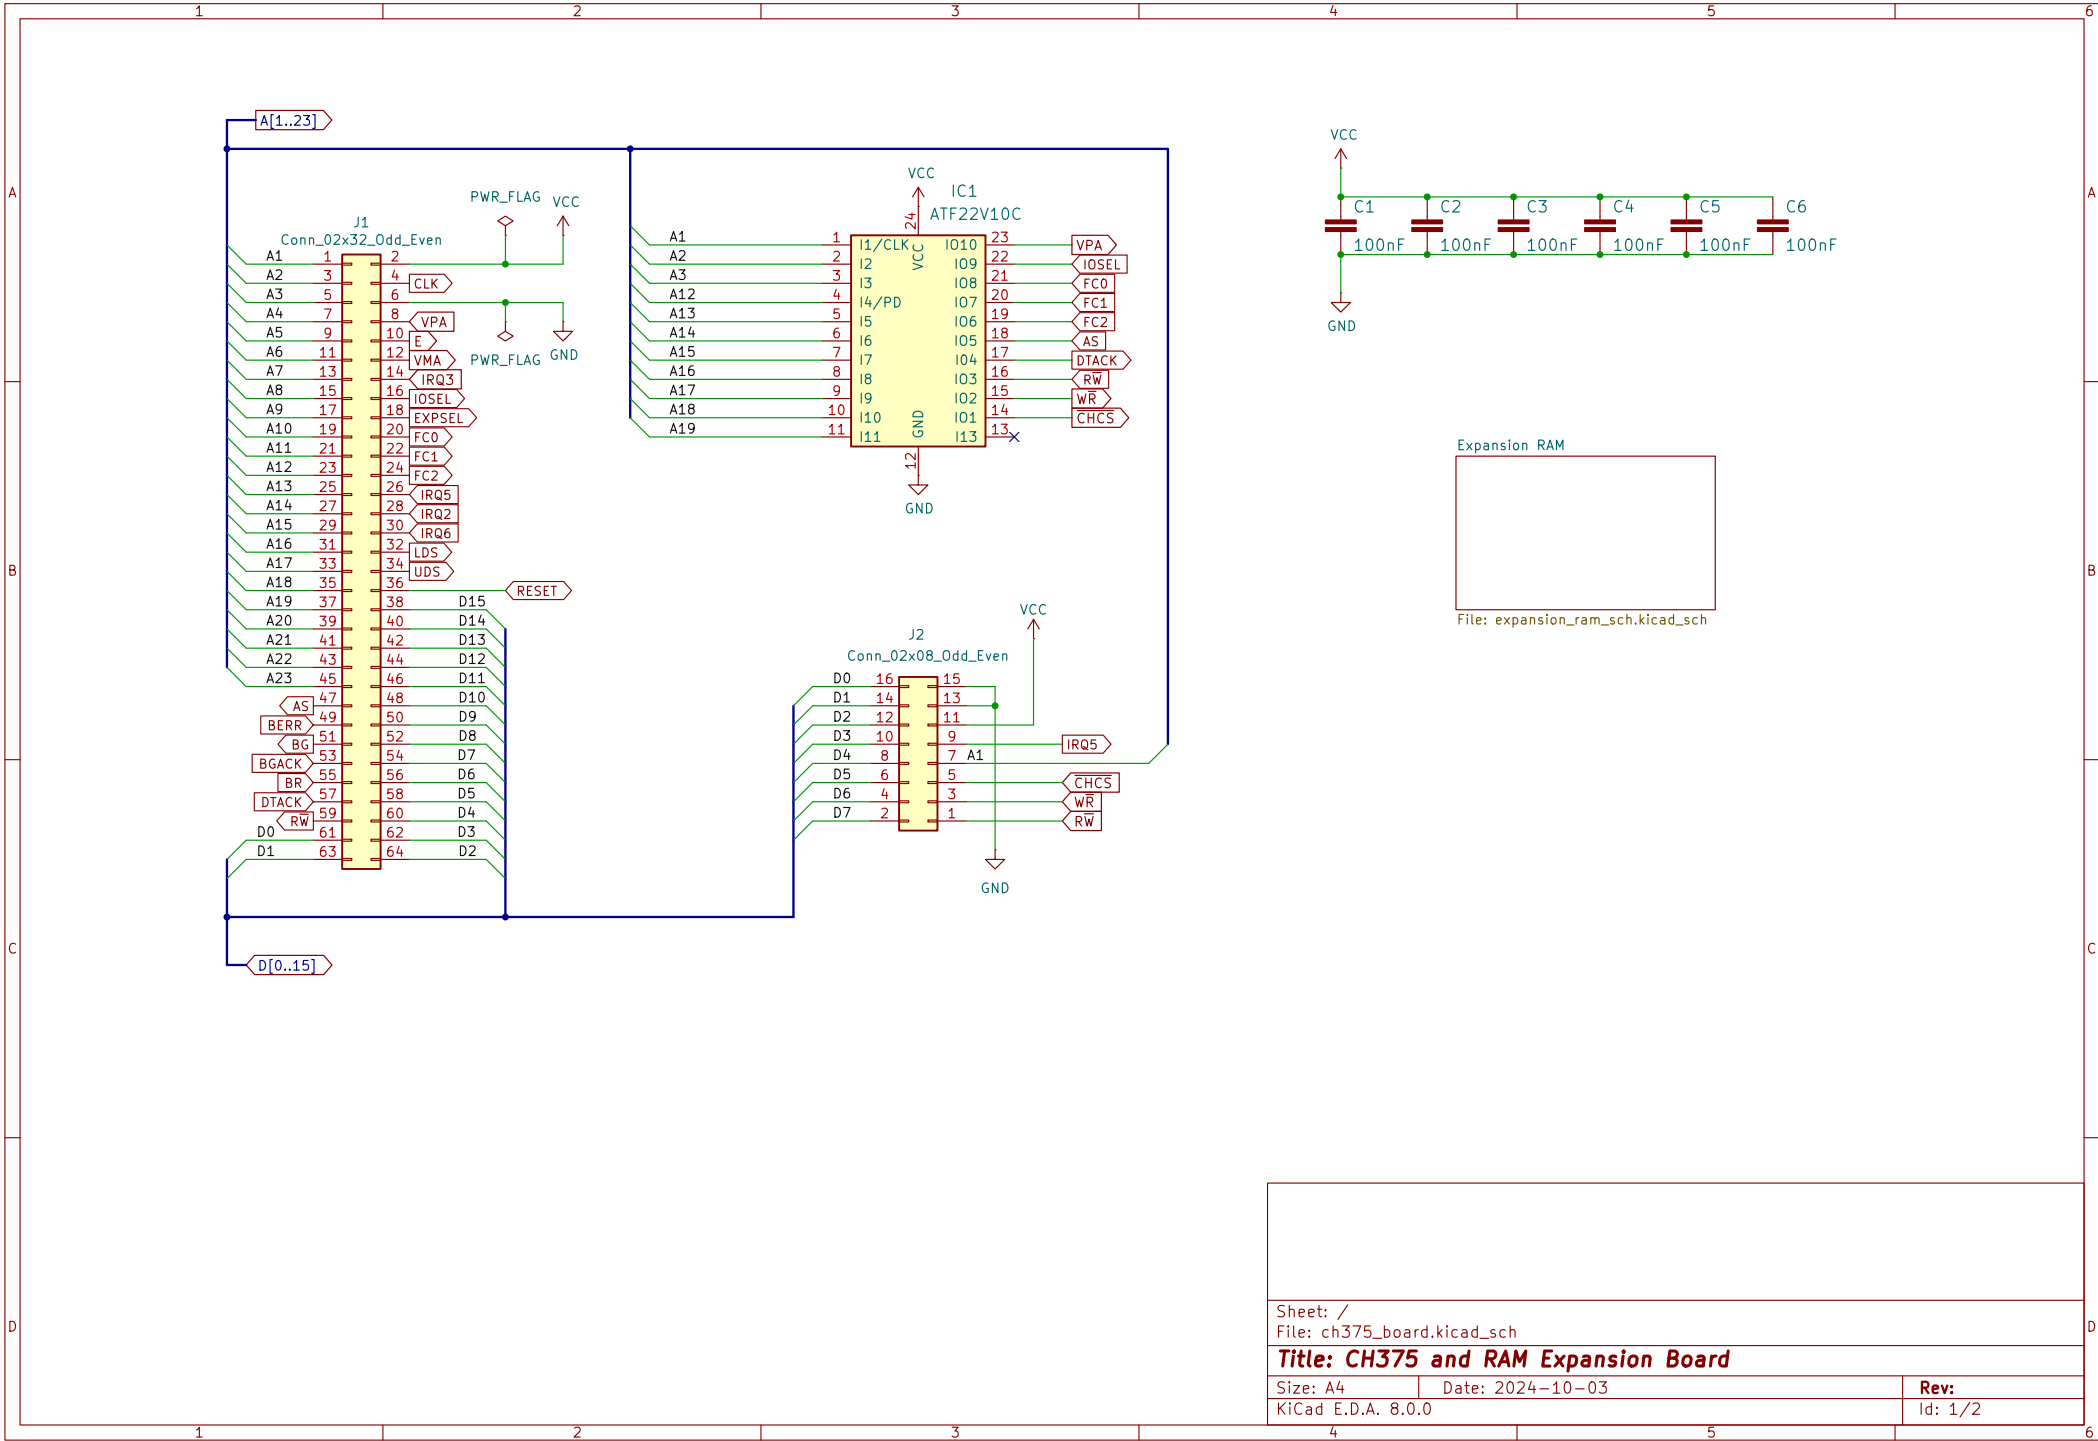 1 2 3 4 5 6
A B C D
A[1..23]
J1
Conn_02x32_Odd_Even
A1 1
A2 3
A3 5
A4 7
A5 9
A6 11
A7 13
A8 15
A9 17
A10 19
A11 21
A12 23
A13 25
A14 27
A15 29
A16 31
A17 33
A18 35
A19 37
A20 39
A21 41
A22 43
A23 45
AS 47
BERR 49
BG 51
BGACK 53
BR 55
DTACK 57
RW 59
D0 61
D1 63
2
4 CLK
6
8 VPA
10 E
12 VMA
14 IRQ3
16 IOSEL
18 EXPSEL
20 FC0
22 FC1
24 FC2
26 IRQ5
28 IRQ2
30 IRQ6
32 LDS
34 UDS
36 RESET
38 D15
40 D14
42 D13
44 D12
46 D11
48 D10
50 D9
52 D8
54 D7
56 D6
58 D5
60 D4
62 D3
64 D2
PWR_FLAG
VCC
PWR_FLAG
GND
D[0..15]
VCC
IC1
ATF22V10C
24
A1 1 I1/CLK
A2 2 I2
A3 3 I3
A12 4 I4/PD
A13 5 I5
A14 6 I6
A15 7 I7
A16 8 I8
A17 9 I9
A18 10 I10
A19 11 I11
VCC
GND
IO10 23 VPA
IO9 22 IOSEL
IO8 21 FC0
IO7 20 FC1
IO6 19 FC2
IO5 18 AS
IO4 17 DTACK
IO3 16 RW
IO2 15 WR
IO1 14 CHCS
I13 13
12
GND
J2
Conn_02x08_Odd_Even
VCC
D0 16 15
D1 14 13
D2 12 11
D3 10 9 IRQ5
D4 8 7 A1
D5 6 5 CHCS
D6 4 3 WR
D7 2 1 RW
GND
VCC
C1 C2 C3 C4 C5 C6
100nF 100nF 100nF 100nF 100nF 100nF
GND
Expansion RAM
File: expansion_ram_sch.kicad_sch
Sheet: /
File: ch375_board.kicad_sch
Title: CH375 and RAM Expansion Board
Size: A4 Date: 2024-10-03 Rev:
KiCad E.D.A. 8.0.0 Id: 1/2
A B C D
1 2 3 4 5 6